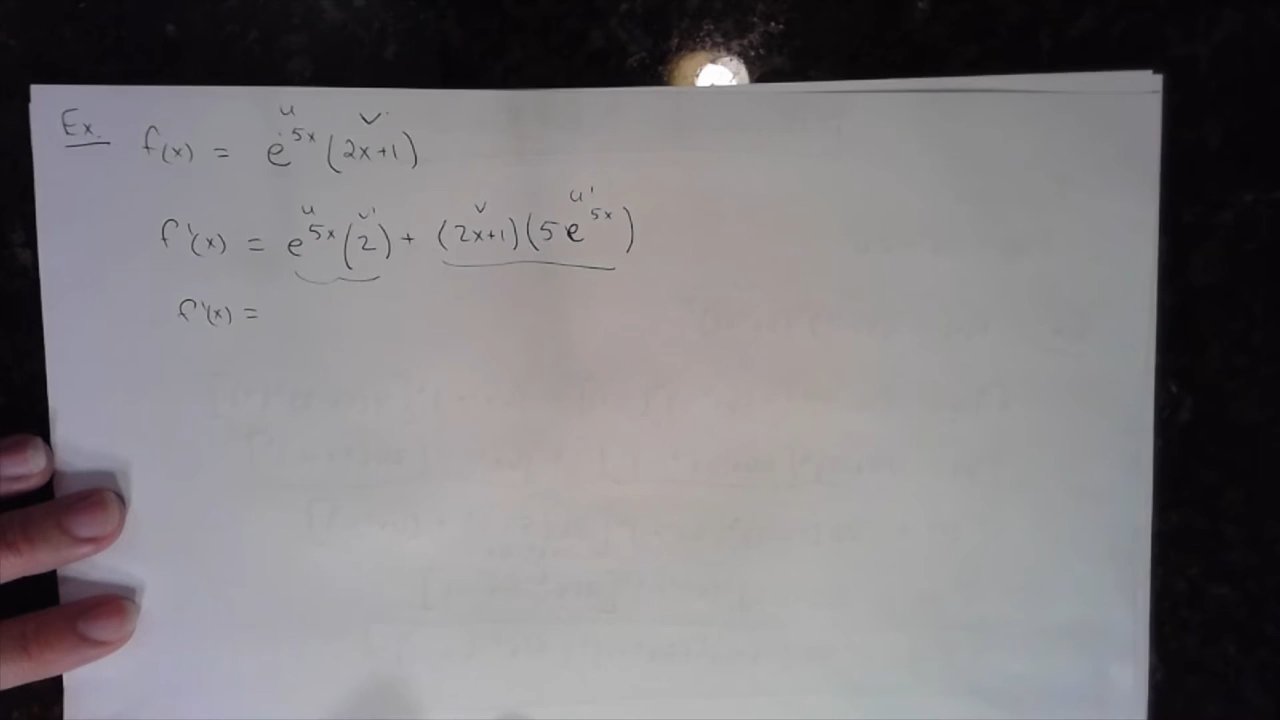 u v
Ex. f(x) = e^5x (2x+1)
u v' v u'
f'(x) = e^5x (2) + (2x+1)(5e^5x)
f'(x) =